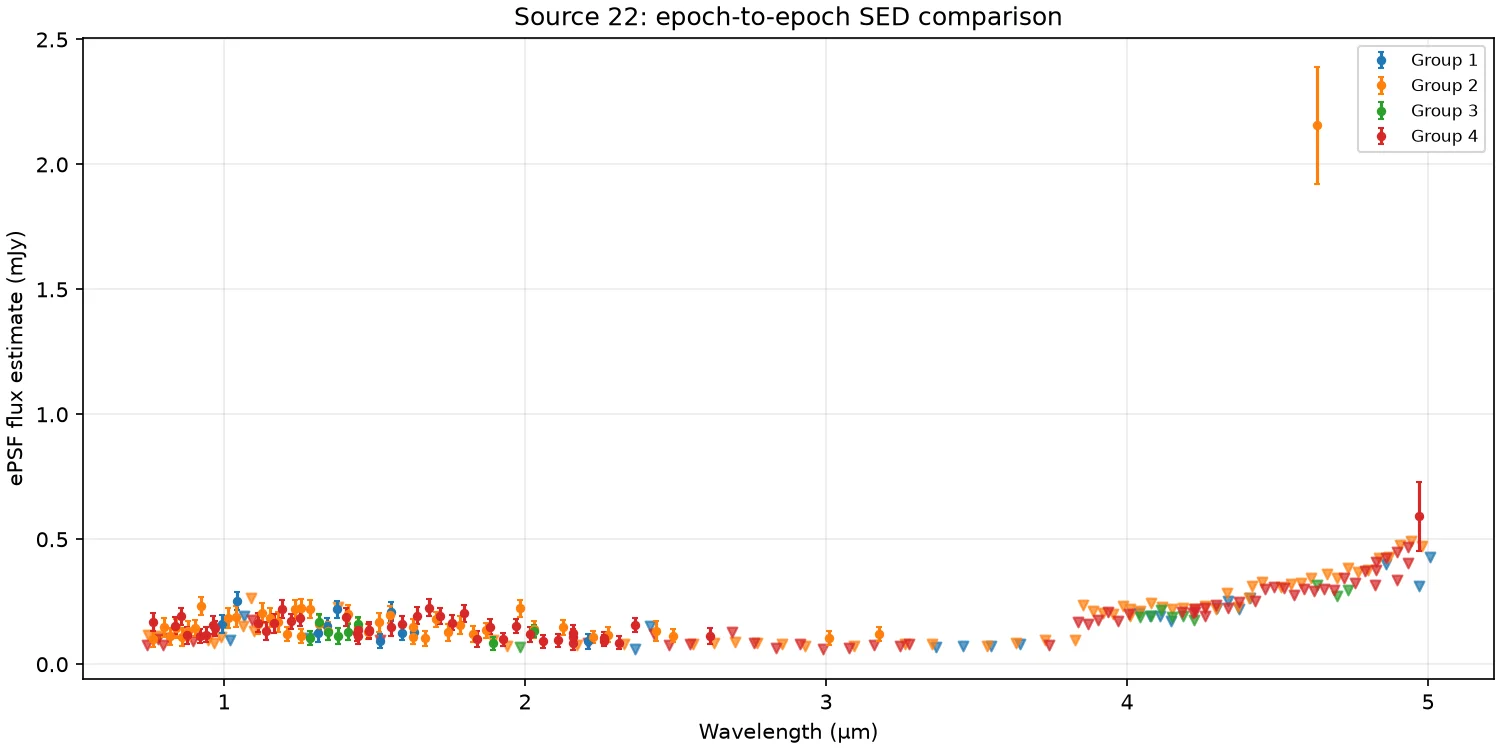 Source 22: epoch-to-epoch SED comparison
ePSF flux estimate (mJy)
2.5
2.0
1.5
1.0
0.5
0.0
Group 1
Group 2
Group 3
Group 4
1
2
3
4
5
Wavelength (μm)